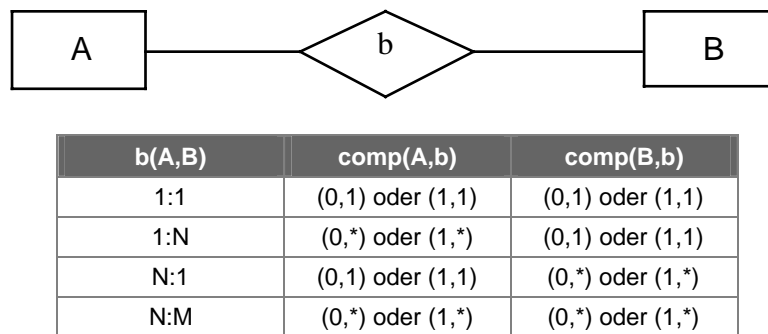 A b B
b(A,B) comp(A,b) comp(B,b)
1:1 (0,1) oder (1,1) (0,1) oder (1,1)
1:N (0,*) oder (1,*) (0,1) oder (1,1)
N:1 (0,1) oder (1,1) (0,*) oder (1,*)
N:M (0,*) oder (1,*) (0,*) oder (1,*)